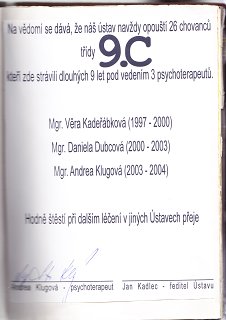 Na vědomí se dává, že náš ústav navždy opouští 26 chovanců
třídy 9.C
kteří zde strávili dlouhých 9 let pod vedením 3 psychoterapeutů.
Mgr. Věra Kadeřábková (1997 - 2000)
Mgr. Daniela Dubcová (2000 - 2003)
Mgr. Andrea Klugová (2003 - 2004)
Hodně štěstí při dalším léčení v jiných Ústavech přeje
Andrea Klugová - psychoterapeut Jan Kadlec - ředitel Ústavu